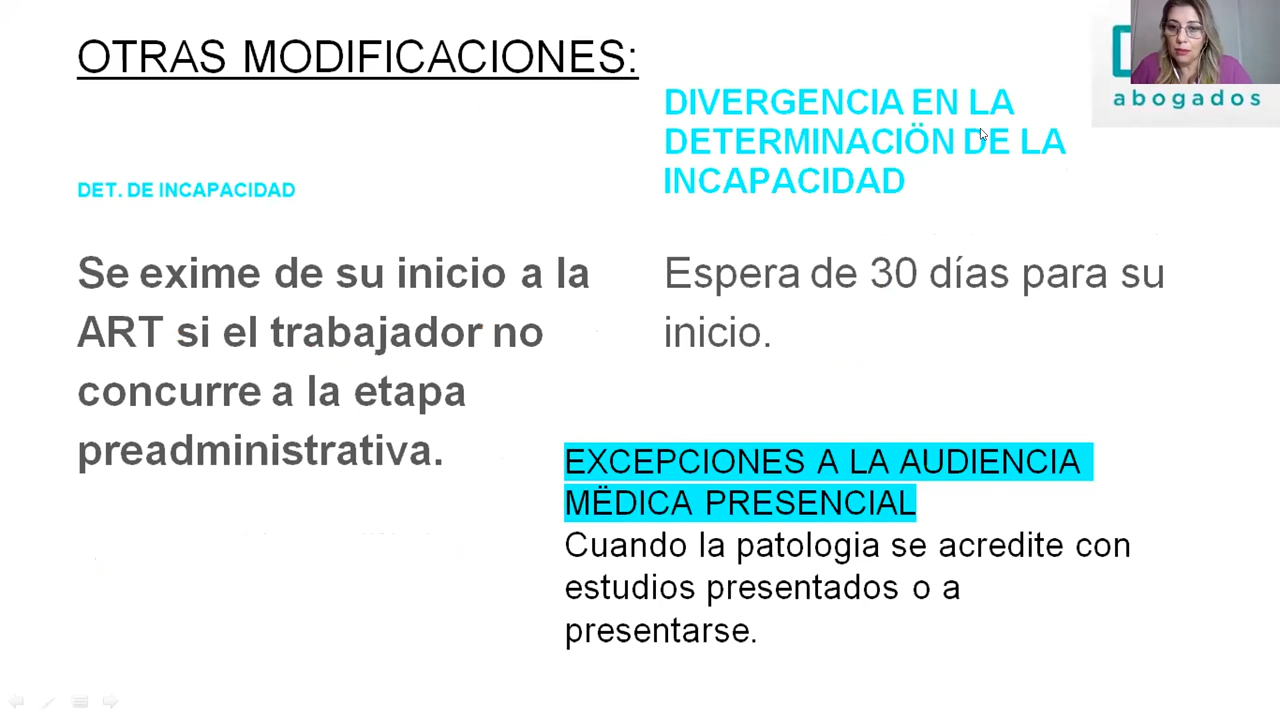 OTRAS MODIFICACIONES:
abogados
DIVERGENCIA EN LA
DETERMINACIÖN DE LA
INCAPACIDAD
DET. DE INCAPACIDAD
Se exime de su inicio a la
ART si el trabajador no
concurre a la etapa
preadministrativa.
Espera de 30 días para su
inicio.
EXCEPCIONES A LA AUDIENCIA
MËDICA PRESENCIAL
Cuando la patologia se acredite con
estudios presentados o a
presentarse.